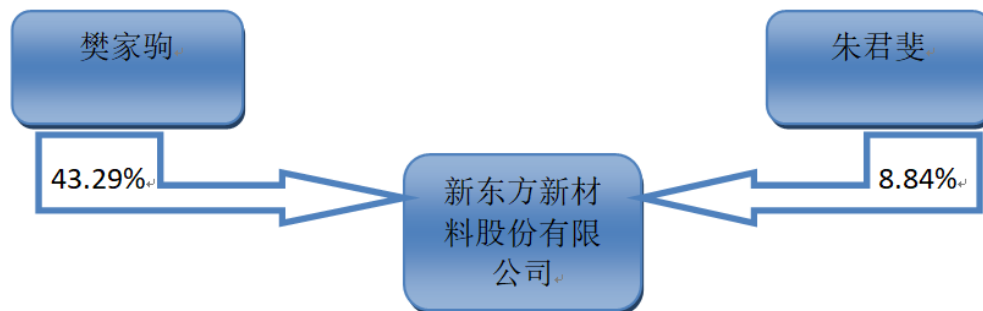 樊家驹
朱君斐
43.29%
8.84%
新东方新材
料股份有限
公司